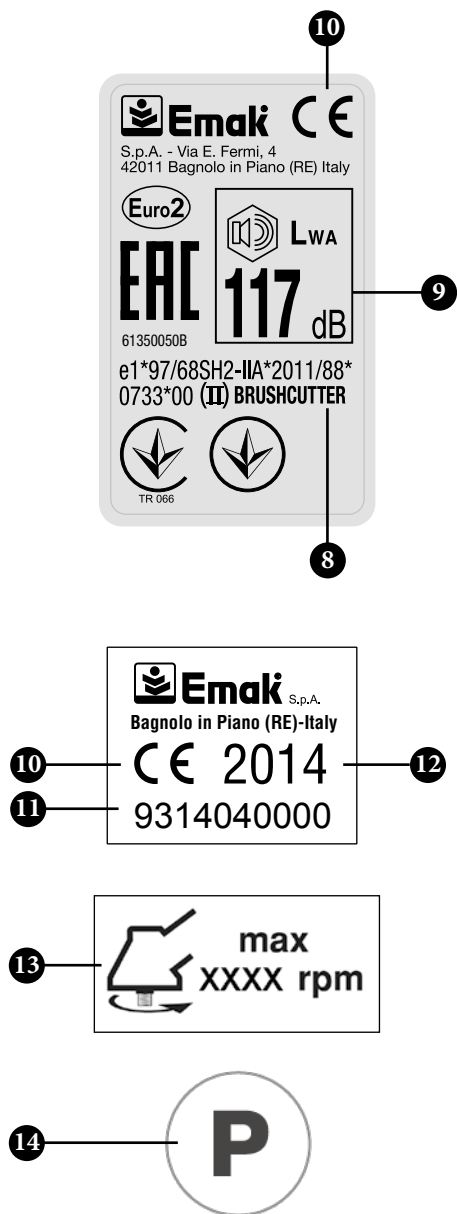 10
Emak CE
S.p.A. - Via E. Fermi, 4
42011 Bagnolo in Piano (RE) Italy
Euro2
LWA
EAC
117 dB
9
61350050B
e1*97/68SH2-IIA*2011/88*
0733*00 (II) BRUSHCUTTER
TR 066
8
Emak S.p.A.
Bagnolo in Piano (RE)-Italy
10 CE 2014 12
11 9314040000
max
13 XXXX rpm
14 P